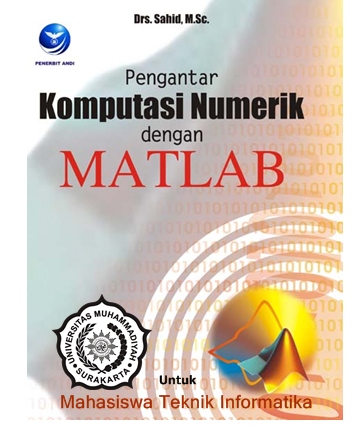 Drs. Sahid, M.Sc.
PENERBIT ANDI
Pengantar
Komputasi Numerik
dengan
MATLAB
UNIVERSITAS MUHAMMADIYAH
SURAKARTA
Untuk
Mahasiswa Teknik Informatika